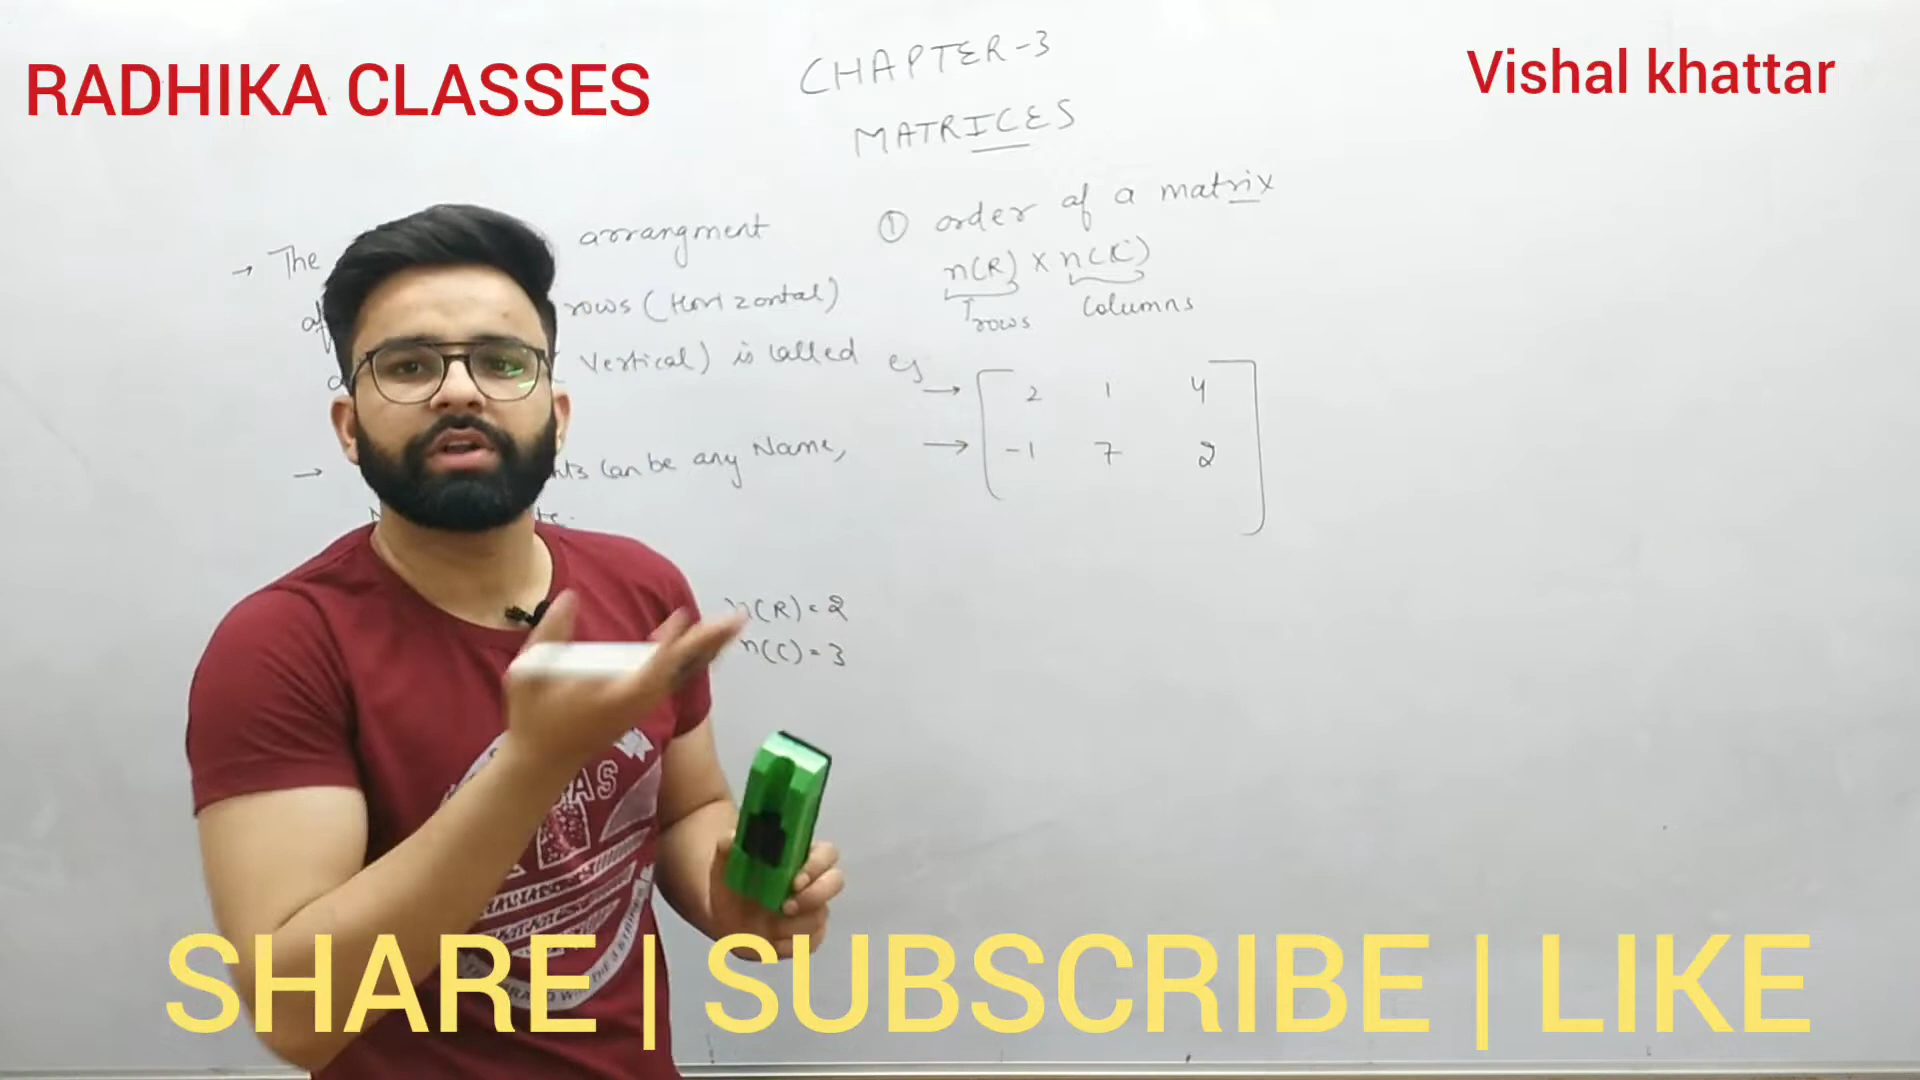 RADHIKA CLASSES
Vishal khattar
CHAPTER-3
MATRICES
→ The arrangment
of rows (Horizontal)
Vertical) is called
→ can be any Name,
① order of a matrix
n(R) x n(C)
rows columns
eg → 2 1 4
→ -1 7 2
n(R) = 2
n(C) = 3
SHARE | SUBSCRIBE | LIKE